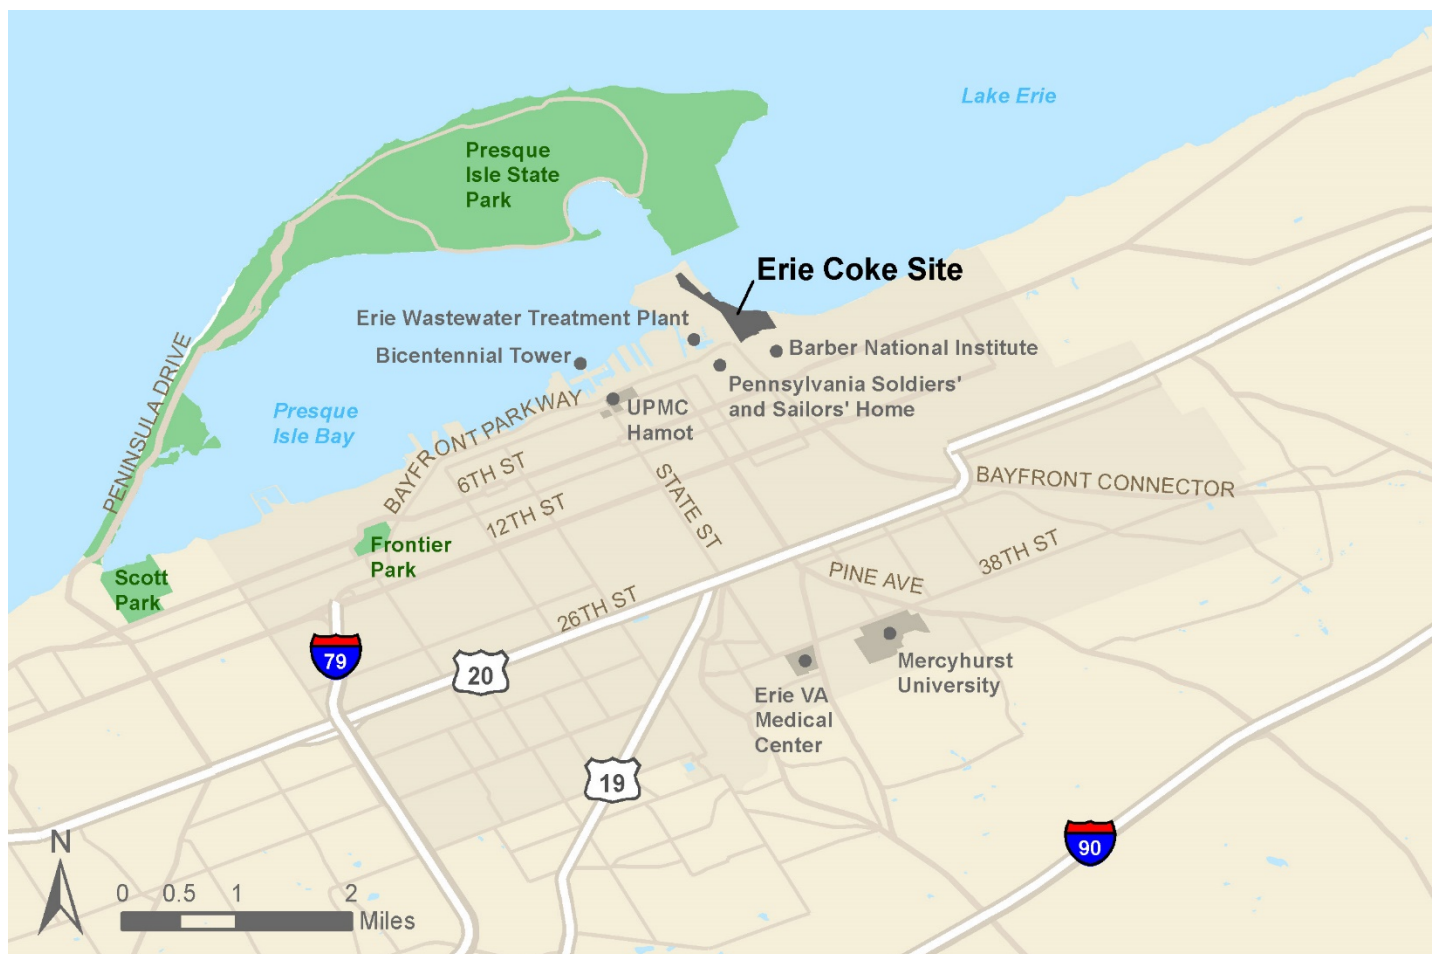 Lake Erie
Presque
Isle State
Park
Erie Coke Site
Erie Wastewater Treatment Plant
Bicentennial Tower
Barber National Institute
Pennsylvania Soldiers'
and Sailors' Home
PENINSULA DRIVE
Presque
Isle Bay
BAYFRONT PARKWAY
UPMC
Hamot
6TH ST
12TH ST
STATE ST
BAYFRONT CONNECTOR
Frontier
Park
Scott
Park
38TH ST
PINE AVE
26TH ST
79
20
Mercyhurst
University
Erie VA
Medical
Center
19
90
N
0 0.5 1 2
Miles